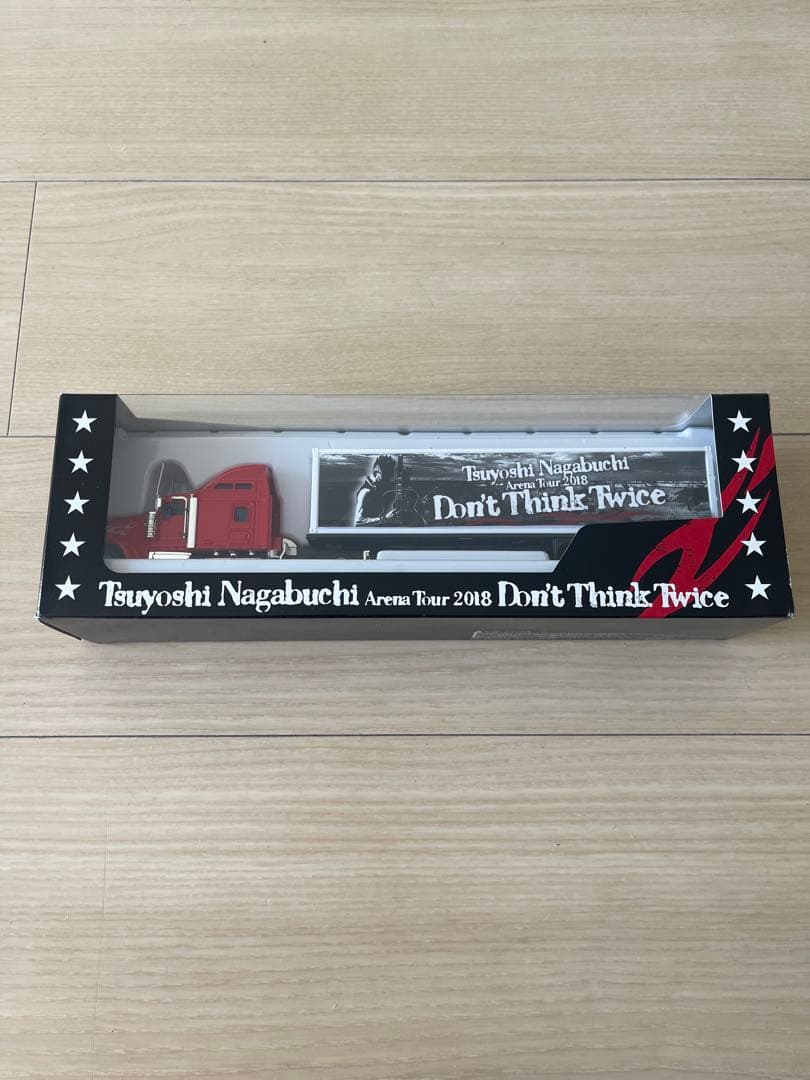 Tsuyoshi Nagabuchi
Arena Tour 2018
Don't Think Twice
Tsuyoshi Nagabuchi Arena Tour 2018 Don't Think Twice